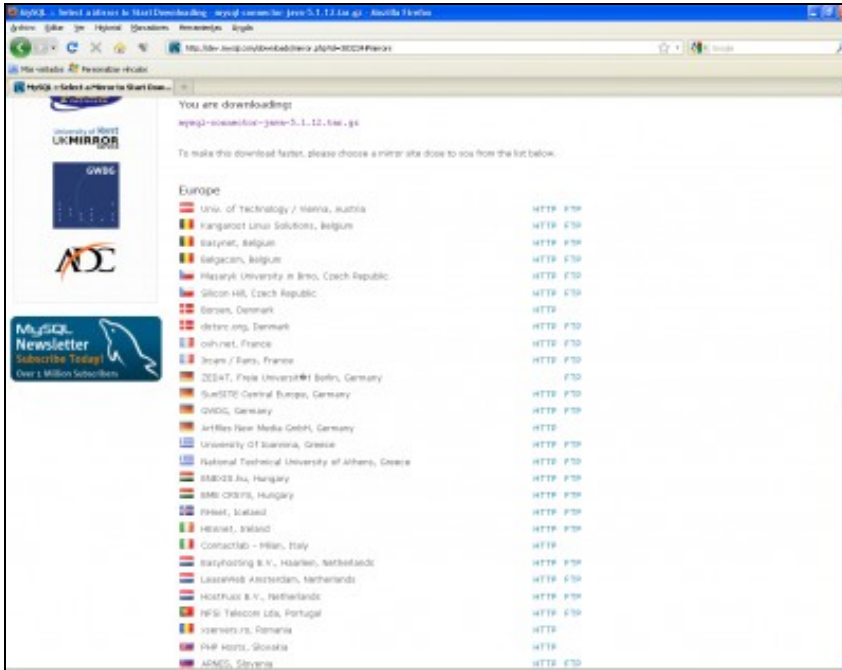 MySQL :: Select a Mirror to Start Downloading - mysql-connector-java-5.1.12.tar.gz - Mozilla Firefox
Archivo Editar Ver Historial Marcadores Herramientas Ayuda
Más visitados Personalizar vínculos
MySQL :: Select a Mirror to Start Dow...
University of Kent
UK MIRROR
GWDG
ADC
MySQL
Newsletter
Subscribe Today!
Over 1 Million Subscribers
You are downloading:
mysql-connector-java-5.1.12.tar.gz
To make this download faster, please choose a mirror site close to you from the list below.
Europe
Univ. of Technology / Vienna, Austria HTTP FTP
Kangaroot Linux Solutions, Belgium HTTP FTP
Easynet, Belgium HTTP FTP
Belgacom, Belgium HTTP FTP
Masaryk University in Brno, Czech Republic HTTP FTP
Silicon Hill, Czech Republic HTTP FTP
Borsen, Denmark HTTP
dotsrc.org, Denmark HTTP FTP
ovh.net, France HTTP FTP
Ircam / Paris, France HTTP FTP
ZEDAT, Freie Universit�t Berlin, Germany FTP
SunSITE Central Europe, Germany HTTP FTP
GWDG, Germany HTTP FTP
Artfiles New Media GmbH, Germany HTTP
University Of Ioannina, Greece HTTP FTP
National Technical University of Athens, Greece HTTP FTP
Hungary HTTP FTP
Hungary HTTP FTP
RHnet, Iceland HTTP FTP
HEAnet, Ireland HTTP FTP
Contactlab - Milan, Italy HTTP
Easyhosting B.V., Haarlem, Netherlands HTTP FTP
LeaseWeb Amsterdam, Netherlands HTTP FTP
B.V., Netherlands HTTP FTP
NFSi Telecom Lda, Portugal HTTP FTP
xservers.ro, Romania HTTP
PHP Hosts, Slovakia HTTP
ARNES, Slovenia HTTP FTP